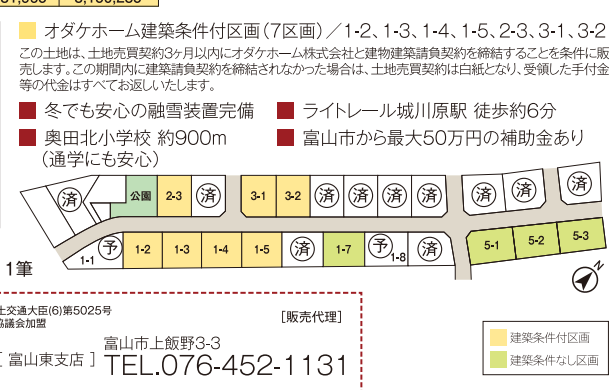 オダケホーム建築条件付区画(7区画)／1-2、1-3、1-4、1-5、2-3、3-1、3-2
この土地は、土地売買契約3ヶ月以内にオダケホーム株式会社と建物建築請負契約を締結することを条件に販
売します。この期間内に建築請負契約を締結されなかった場合は、土地売買契約は白紙となり、受領した手付金
等の代金はすべてお返しいたします。
冬でも安心の融雪装置完備
ライトレール城川原駅 徒歩約6分
奥田北小学校 約900m
(通学にも安心)
富山市から最大50万円の補助金あり
済 公園 2-3 済 3-1 3-2 済 済 済 済 済 済 済
1-1 予 1-2 1-3 1-4 1-5 済 1-7 予 1-8 済 5-1 5-2 5-3
1筆
N
土交通大臣(6)第5025号
協議会加盟
[販売代理]
富山東支店 ]
富山市上飯野3-3
TEL.076-452-1131
建築条件付区画
建築条件なし区画